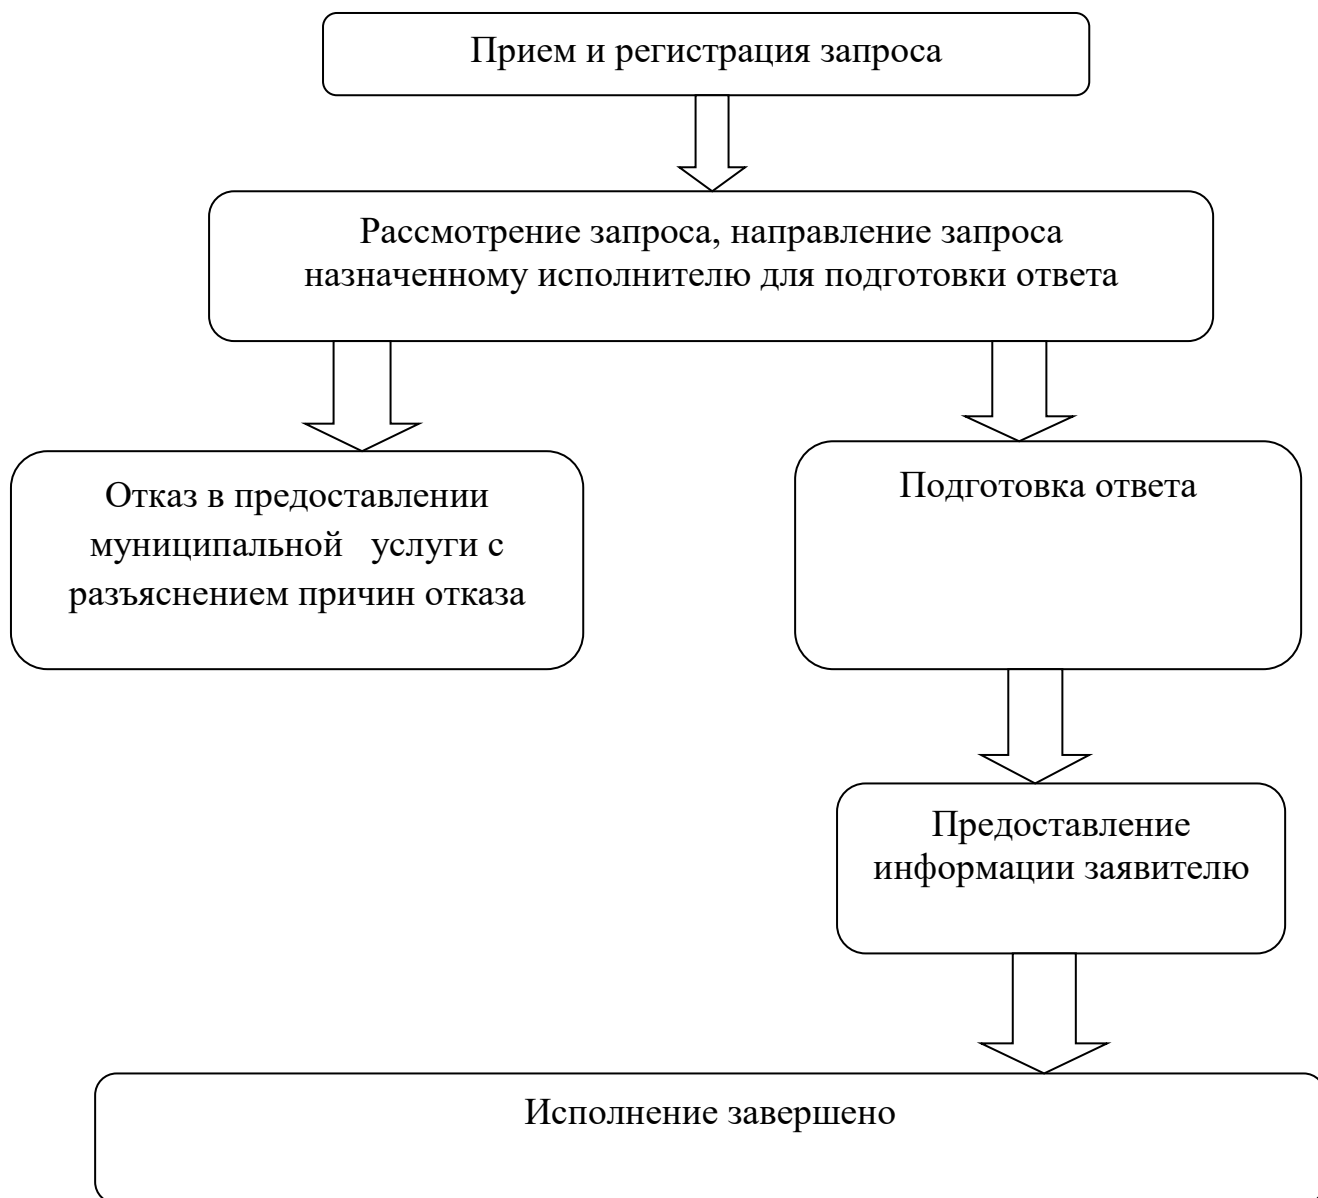 Прием и регистрация запроса
Рассмотрение запроса, направление запроса
назначенному исполнителю для подготовки ответа
Отказ в предоставлении
муниципальной услуги с
разъяснением причин отказа
Подготовка ответа
Предоставление
информации заявителю
Исполнение завершено